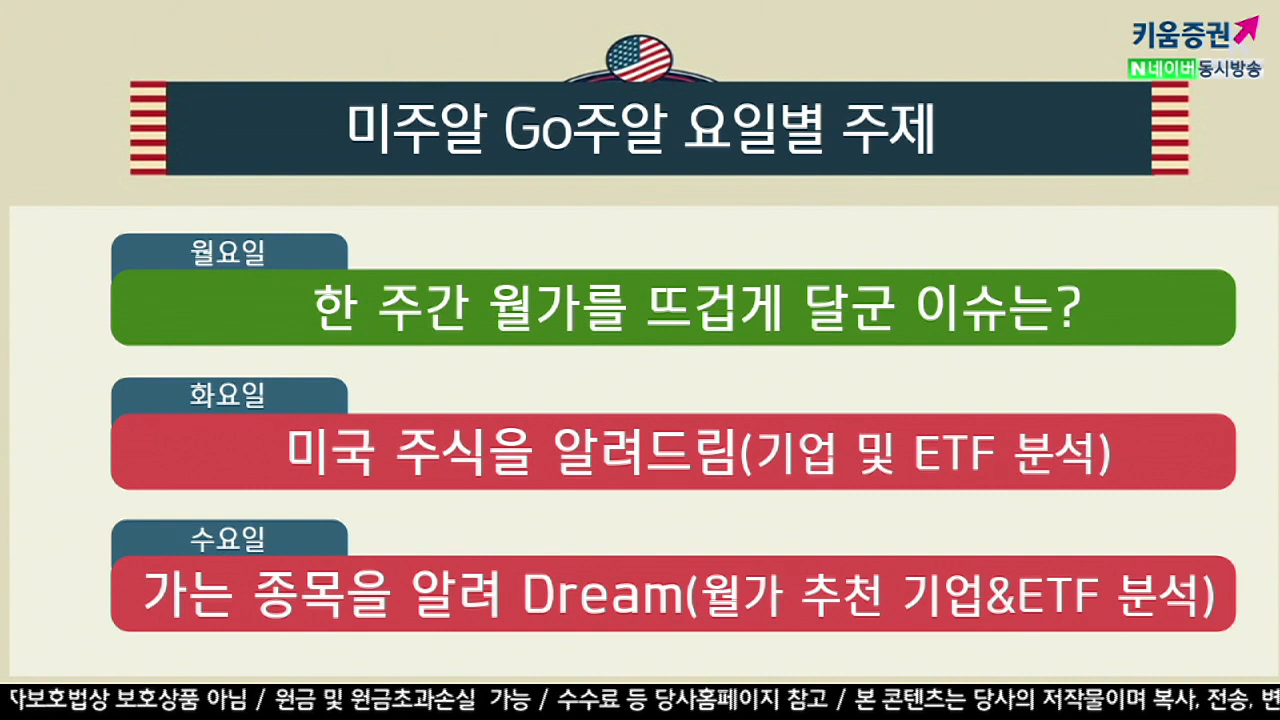 키움증권
N 네이버 동시방송
미주알 Go주알 요일별 주제
월요일
한 주간 월가를 뜨겁게 달군 이슈는?
화요일
미국 주식을 알려드림(기업 및 ETF 분석)
수요일
가는 종목을 알려 Dream(월가 추천 기업&ETF 분석)
자보호법상 보호상품 아님 / 원금 및 원금초과손실 가능 / 수수료 등 당사홈페이지 참고 / 본 콘텐츠는 당사의 저작물이며 복사, 전송, 변